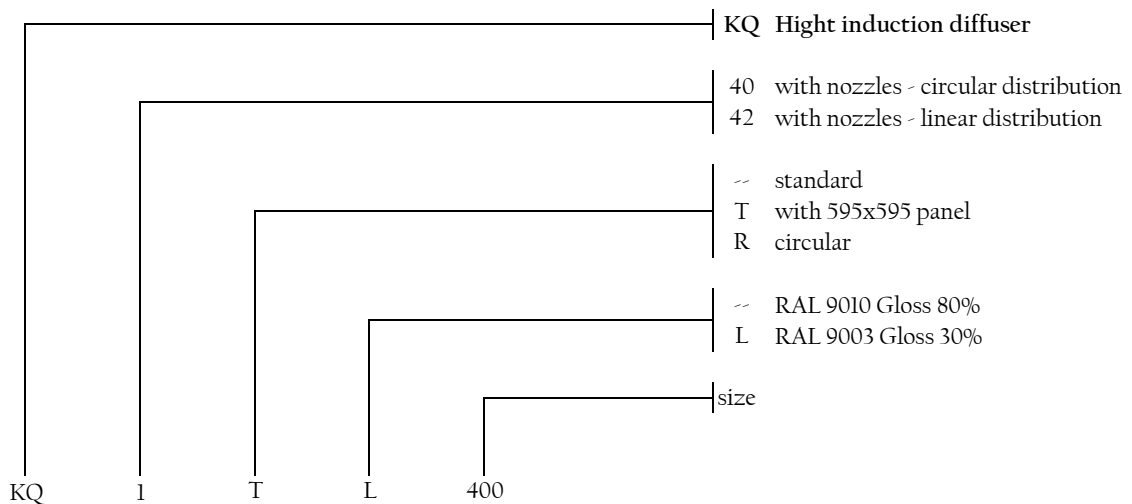 KQ Hight induction diffuser
40 with nozzles - circular distribution
42 with nozzles - linear distribution
-- standard
T with 595x595 panel
R circular
-- RAL 9010 Gloss 80%
L RAL 9003 Gloss 30%
size
KQ 1 T L 400